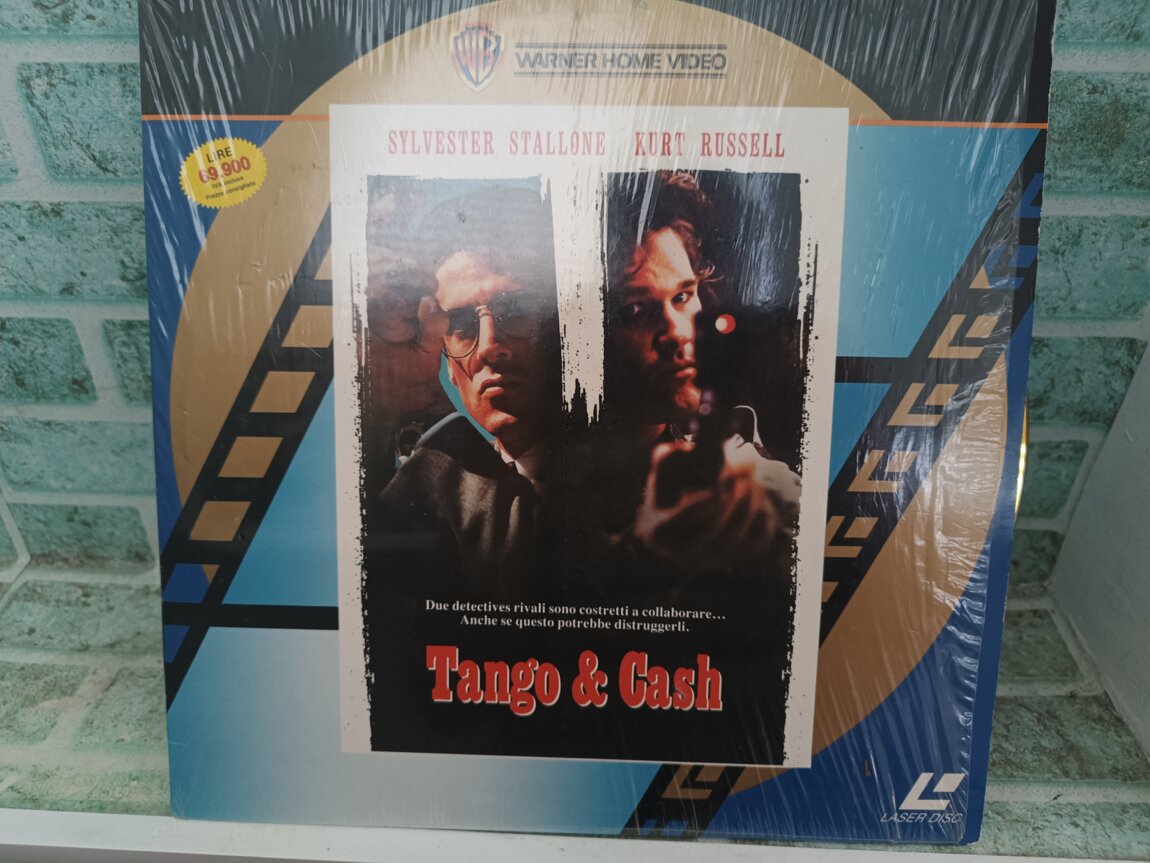 WB WARNER HOME VIDEO
SYLVESTER STALLONE KURT RUSSELL
LIRE
69.900
IVA inclusa
Prezzo consigliato
Due detectives rivali sono costretti a collaborare...
Anche se questo potrebbe distruggerli.
Tango & Cash
LASER DISC